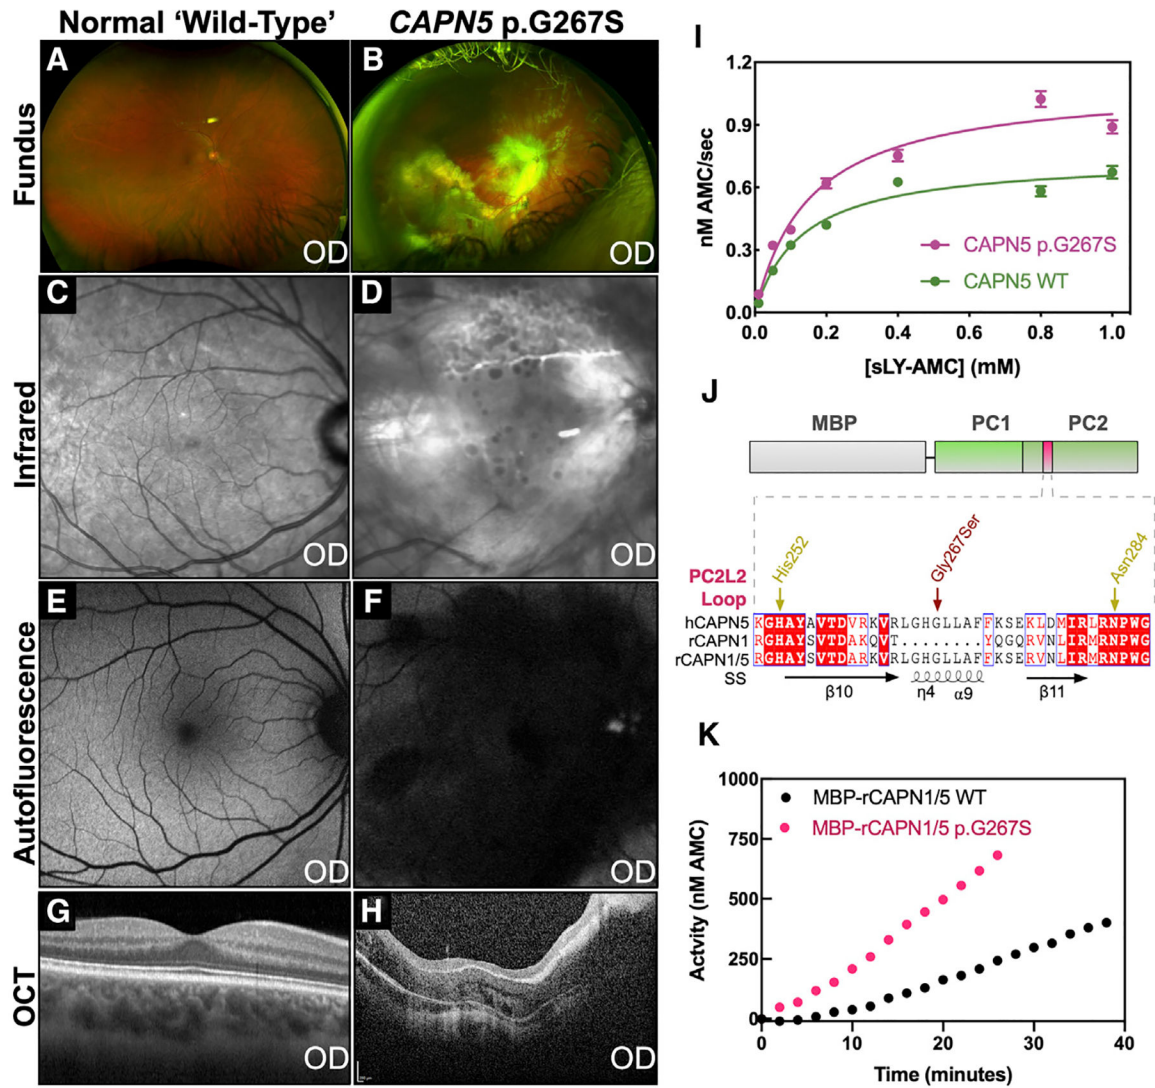 Normal ‘Wild-Type’
CAPN5 p.G267S
Fundus
A
OD
B
OD
Infrared
C
OD
D
OD
Autofluorescence
E
OD
F
OD
OCT
G
OD
H
OD
I
nM AMC/sec
1.2
0.9
0.6
0.3
0.0
CAPN5 p.G267S
CAPN5 WT
0.0 0.2 0.4 0.6 0.8 1.0
[sLY-AMC] (mM)
J
MBP PC1 PC2
His252 Gly267Ser Asn284
PC2L2
Loop
hCAPN5 KGHAYAVTDVRKVRLGHGLLAFFKSEKLDMIRLRNPWG
rCAPN1 RGHAYSVTDAKQVT.........YQGQRVNLIRMRNPWG
rCAPN1/5 RGHAYSVTDARKVRLGHGLLAFFKSERVNLIRMRNPWG
SS
β10 η4 α9 β11
K
Actvity (nM AMC)
1000
750
500
250
0
MBP-rCAPN1/5 WT
MBP-rCAPN1/5 p.G267S
0 10 20 30 40
Time (minutes)